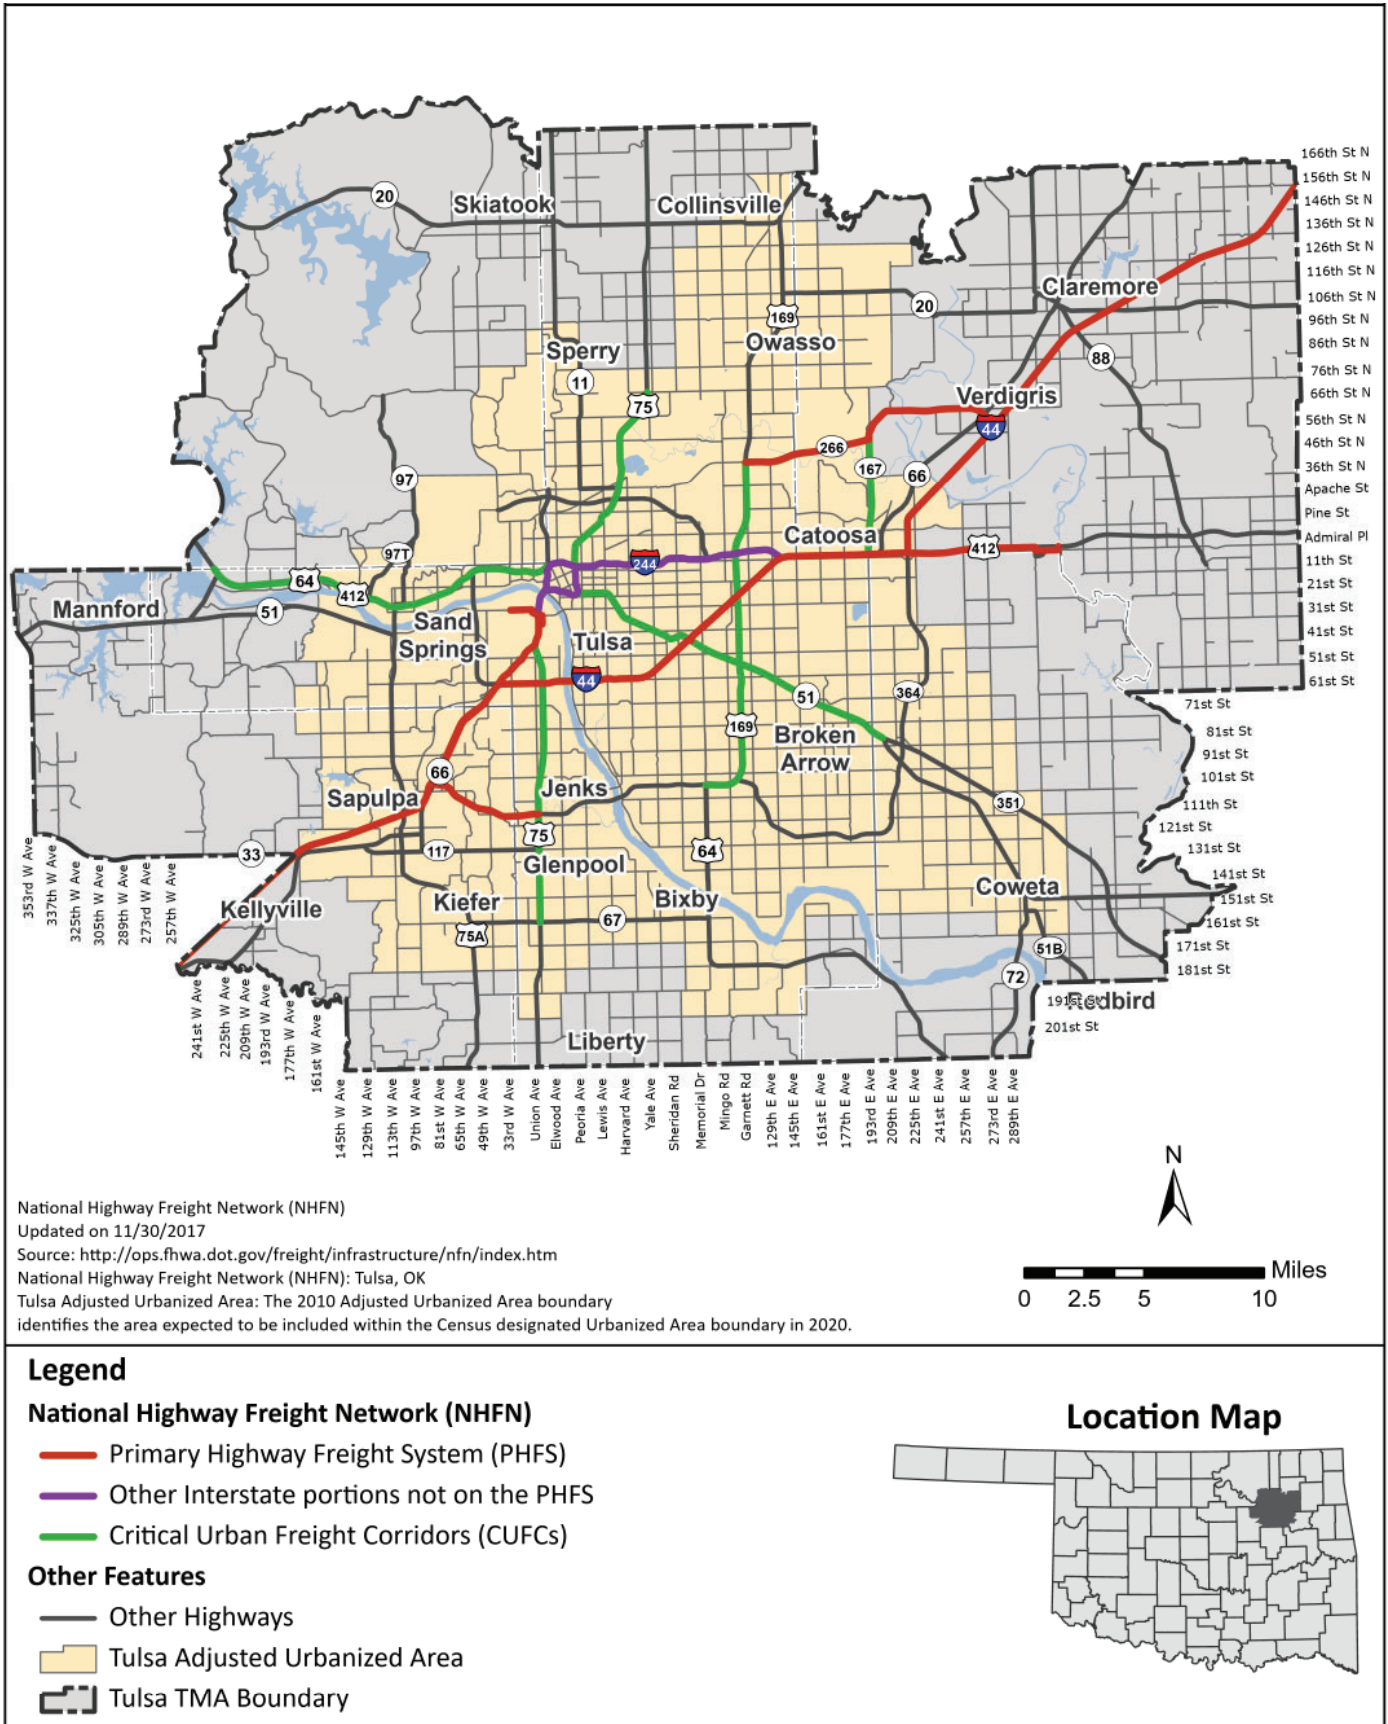 166th St N
156th St N
146th St N
136th St N
126th St N
116th St N
106th St N
96th St N
86th St N
76th St N
66th St N
56th St N
46th St N
36th St N
Apache St
Pine St
Admiral Pl
11th St
21st St
31st St
41st St
51st St
61st St
71st St
81st St
91st St
101st St
111th St
121st St
131st St
141st St
151st St
161st St
171st St
181st St
191st St
201st St
20
Skiatook
Collinsville
Claremore
20
169
Owasso
Sperry
11
88
75
Verdigris
44
266
167
66
97
Catoosa
412
97T
244
64
412
Mannford
51
Sand
Springs
Tulsa
44
51
364
169
Broken
Arrow
66
Sapulpa
Jenks
351
75
33
117
64
Glenpool
Coweta
Kellyville
Kiefer
Bixby
67
75A
51B
72
Redbird
Liberty
353rd W Ave
337th W Ave
325th W Ave
305th W Ave
289th W Ave
273rd W Ave
257th W Ave
241st W Ave
225th W Ave
209th W Ave
193rd W Ave
177th W Ave
161st W Ave
145th W Ave
129th W Ave
113th W Ave
97th W Ave
81st W Ave
65th W Ave
49th W Ave
33rd W Ave
Union Ave
Elwood Ave
Peoria Ave
Lewis Ave
Harvard Ave
Yale Ave
Sheridan Rd
Memorial Dr
Mingo Rd
Garnett Rd
129th E Ave
145th E Ave
161st E Ave
177th E Ave
193rd E Ave
209th E Ave
225th E Ave
241st E Ave
257th E Ave
273rd E Ave
289th E Ave
N
National Highway Freight Network (NHFN)
Updated on 11/30/2017
Source: http://ops.fhwa.dot.gov/freight/infrastructure/nfn/index.htm
National Highway Freight Network (NHFN): Tulsa, OK
Tulsa Adjusted Urbanized Area: The 2010 Adjusted Urbanized Area boundary
identifies the area expected to be included within the Census designated Urbanized Area boundary in 2020.
Miles
0 2.5 5 10
Legend
National Highway Freight Network (NHFN)
Primary Highway Freight System (PHFS)
Other Interstate portions not on the PHFS
Critical Urban Freight Corridors (CUFCs)
Other Features
Other Highways
Tulsa Adjusted Urbanized Area
Tulsa TMA Boundary
Location Map